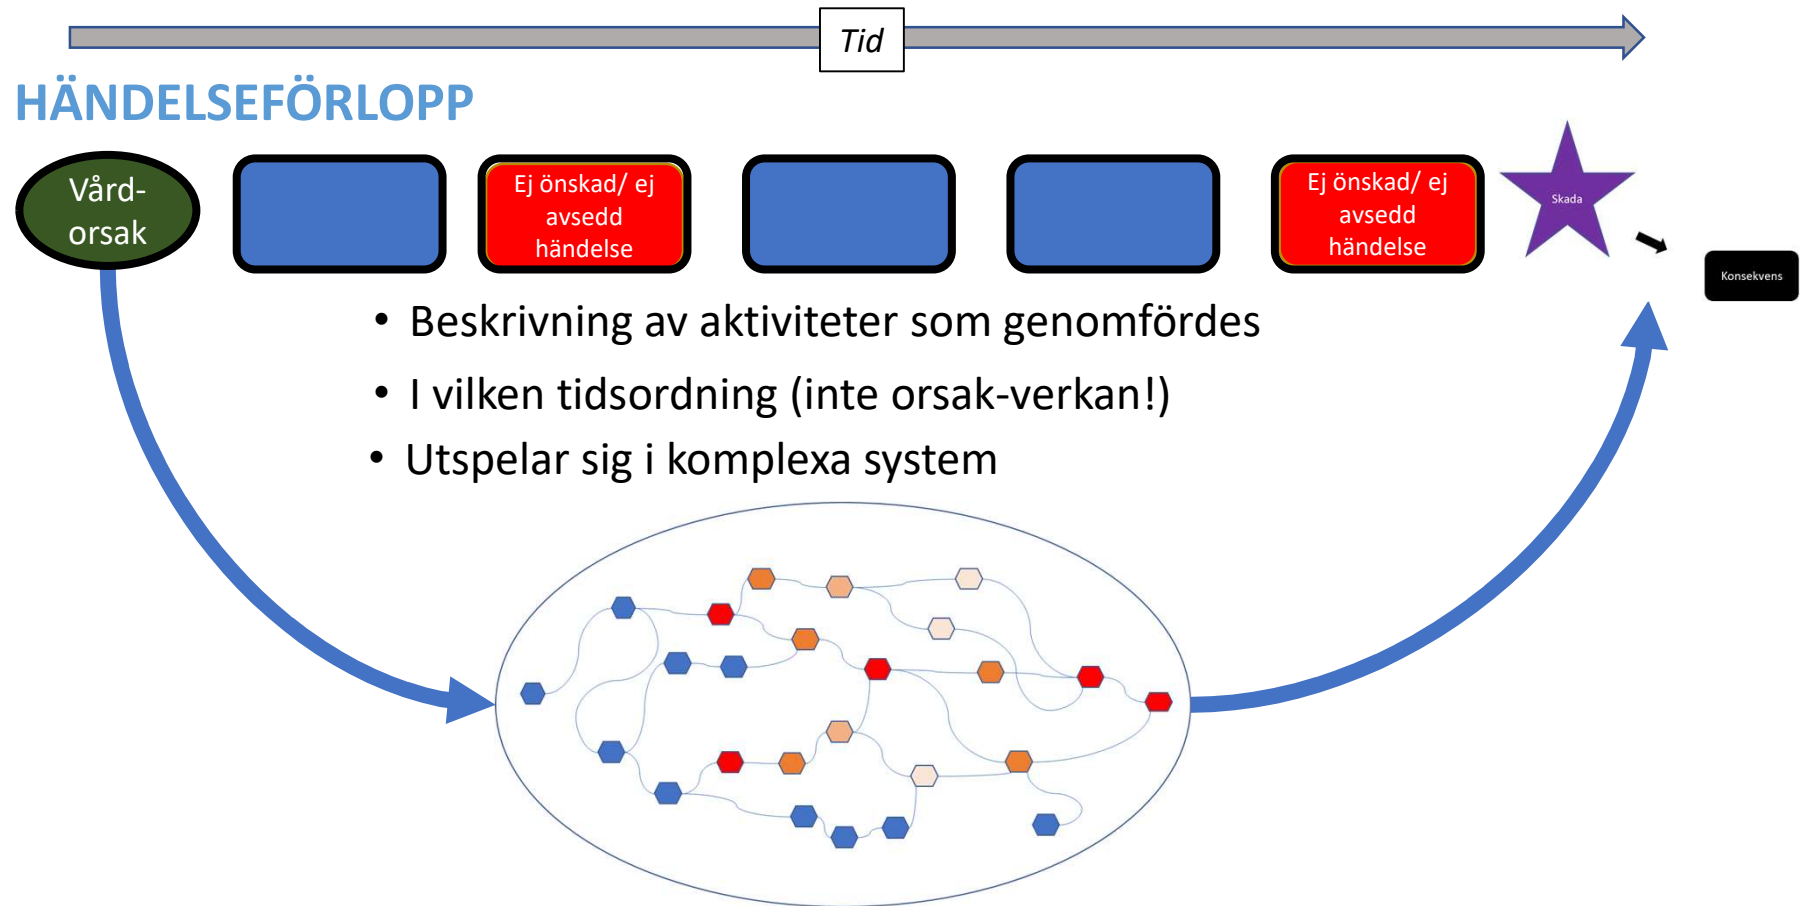 Tid
HÄNDELSEFÖRLOPP
Vård-
orsak
Ej önskad/ ej
avsedd
händelse
Ej önskad/ ej
avsedd
händelse
Skada
Konsekvens
• Beskrivning av aktiviteter som genomfördes
• I vilken tidsordning (inte orsak-verkan!)
• Utspelar sig i komplexa system